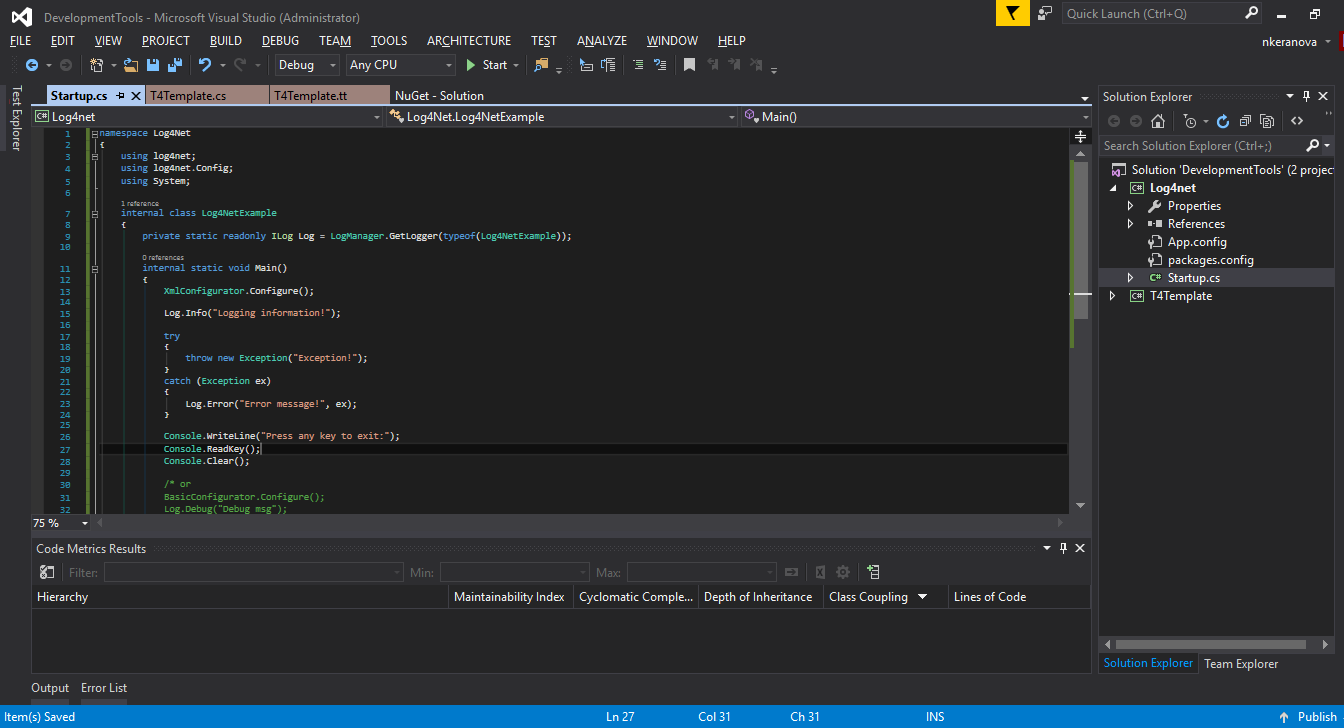 DevelopmentTools - Microsoft Visual Studio (Administrator)
Quick Launch (Ctrl+Q)
FILE EDIT VIEW PROJECT BUILD DEBUG TEAM TOOLS ARCHITECTURE TEST ANALYZE WINDOW HELP
nkeranova
Debug Any CPU Start
Test Explorer
Startup.cs T4Template.cs T4Template.tt NuGet - Solution
Log4net Log4Net.Log4NetExample Main()
1 namespace Log4Net
2 {
3 using log4net;
4 using log4net.Config;
5 using System;
6
1 reference
7 internal class Log4NetExample
8 {
9 private static readonly ILog Log = LogManager.GetLogger(typeof(Log4NetExample));
10
0 references
11 internal static void Main()
12 {
13 XmlConfigurator.Configure();
14
15 Log.Info("Logging information!");
16
17 try
18 {
19 throw new Exception("Exception!");
20 }
21 catch (Exception ex)
22 {
23 Log.Error("Error message!", ex);
24 }
25
26 Console.WriteLine("Press any key to exit:");
27 Console.ReadKey();
28 Console.Clear();
29
30 /* or
31 BasicConfigurator.Configure();
32 Log.Debug("Debug msg");
75 %
Solution Explorer
Search Solution Explorer (Ctrl+;)
Solution 'DevelopmentTools' (2 projec
C# Log4net
Properties
References
App.config
packages.config
C# Startup.cs
C# T4Template
Solution Explorer Team Explorer
Code Metrics Results
Filter: Min: Max:
Hierarchy Maintainability Index Cyclomatic Comple... Depth of Inheritance Class Coupling Lines of Code
Output Error List
Item(s) Saved Ln 27 Col 31 Ch 31 INS Publish